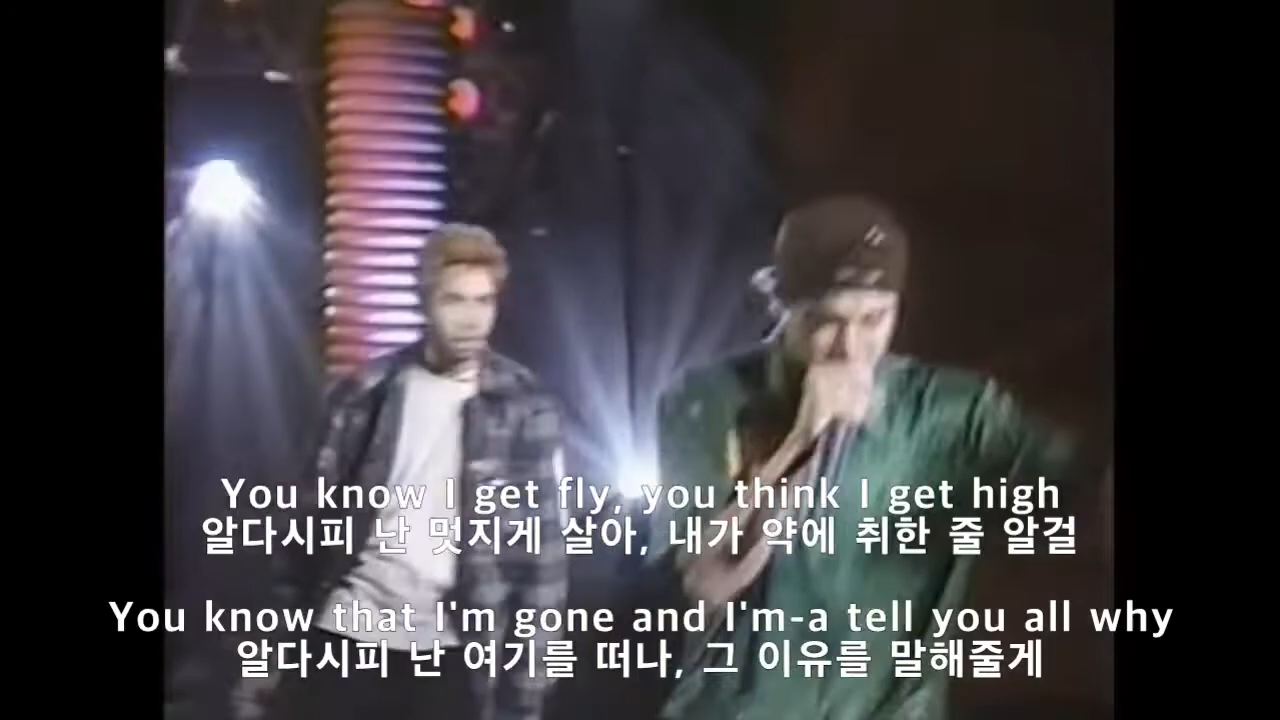 You know I get fly, you think I get high
알다시피 난 멋지게 살아, 내가 약에 취한 줄 알걸
You know that I'm gone and I'm-a tell you all why
알다시피 난 여기를 떠나, 그 이유를 말해줄게